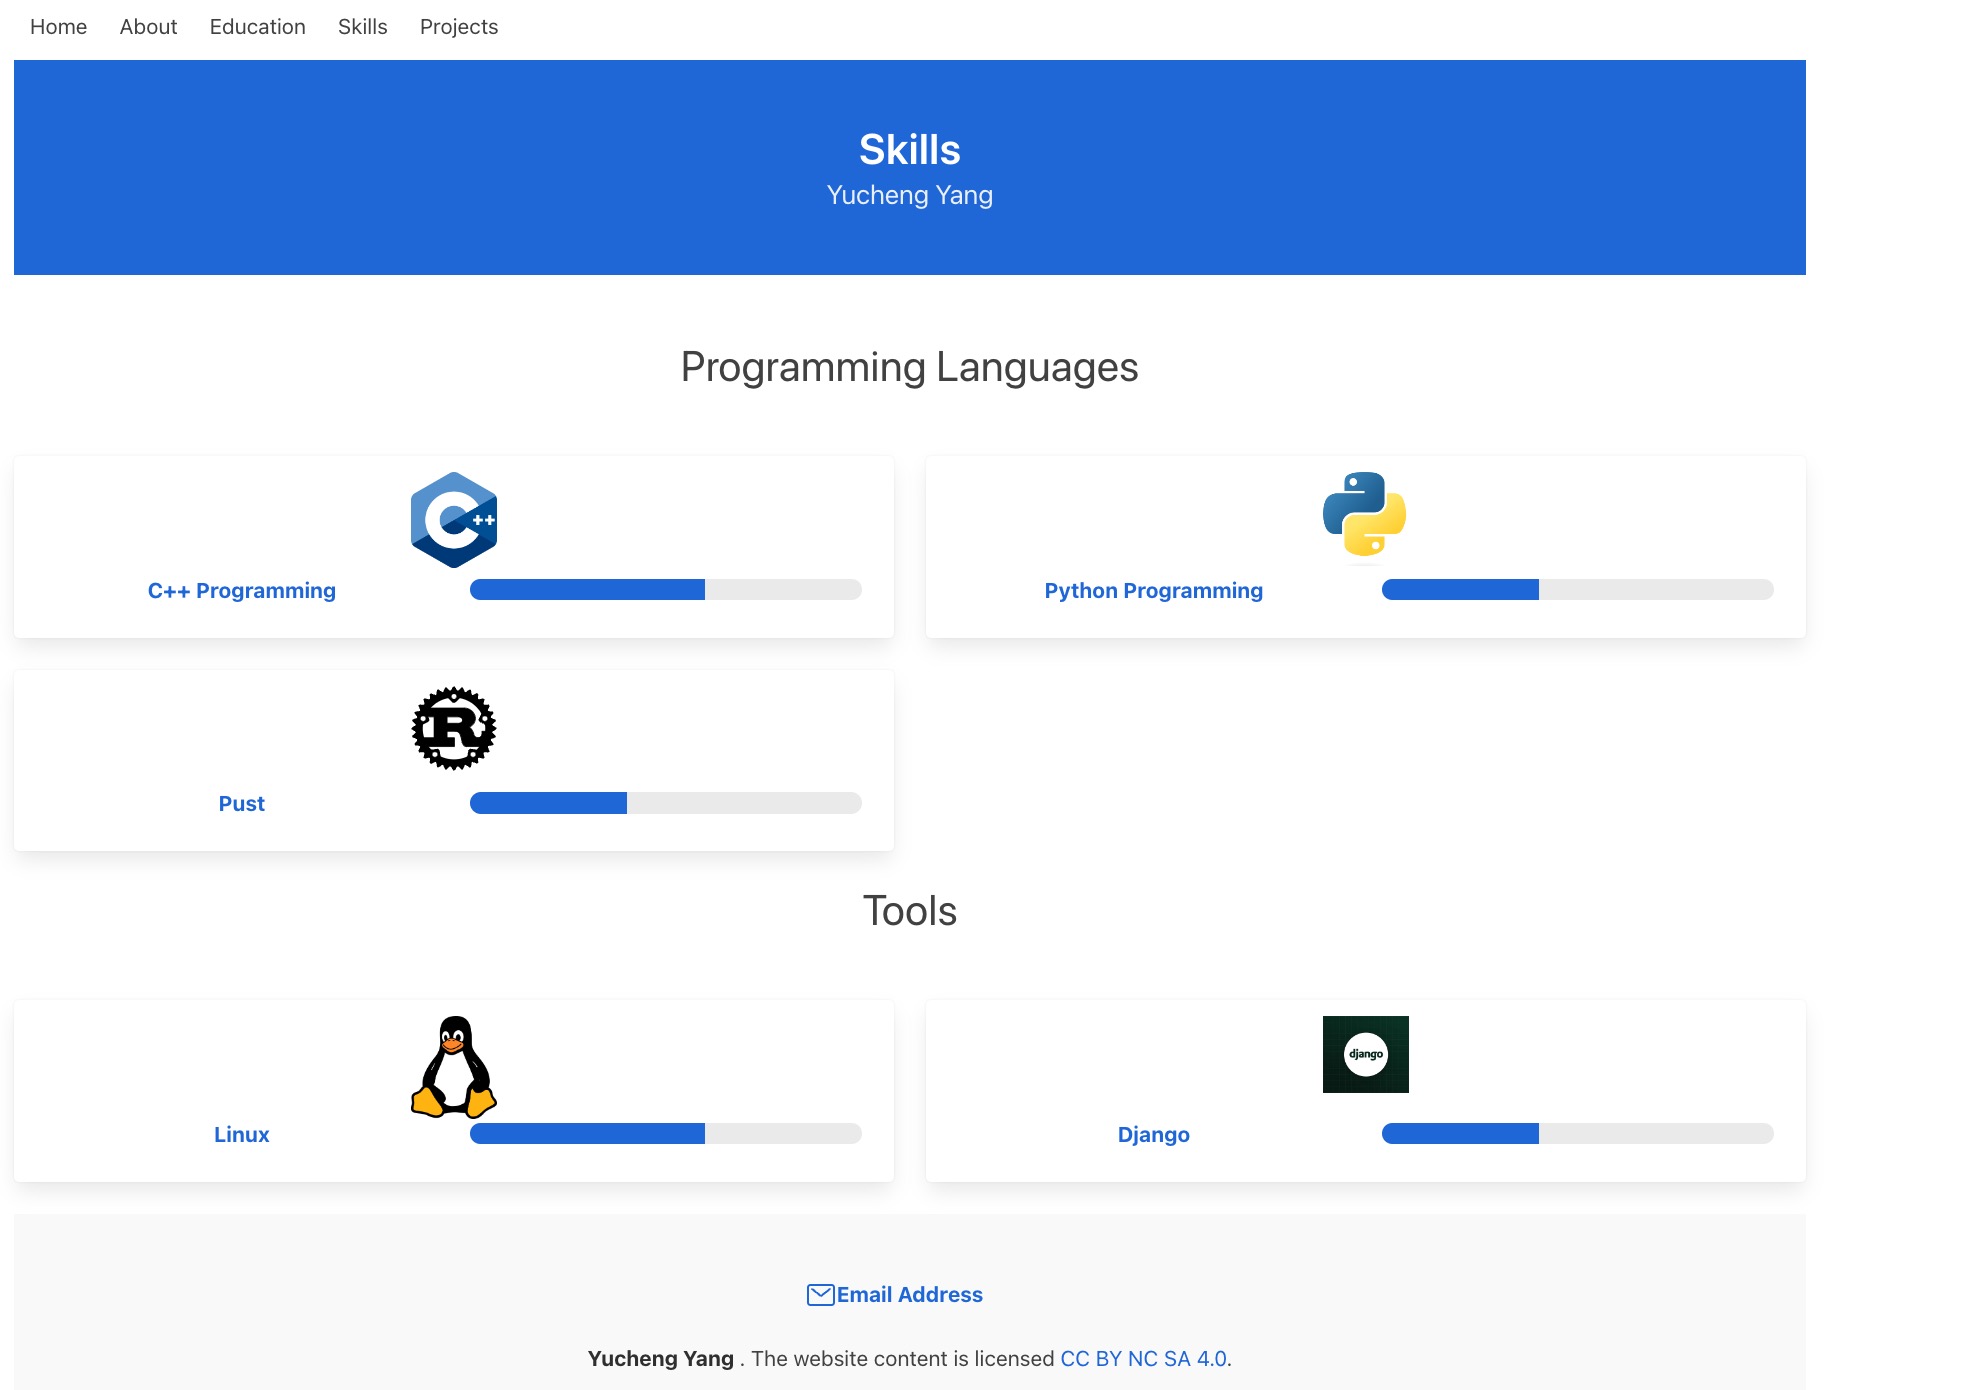 Home About Education Skills Projects
Skills
Yucheng Yang
Programming Languages
C++
C++ Programming
Python Programming
R
Pust
Tools
django
Linux
Django
Email Address
Yucheng Yang . The website content is licensed CC BY NC SA 4.0.